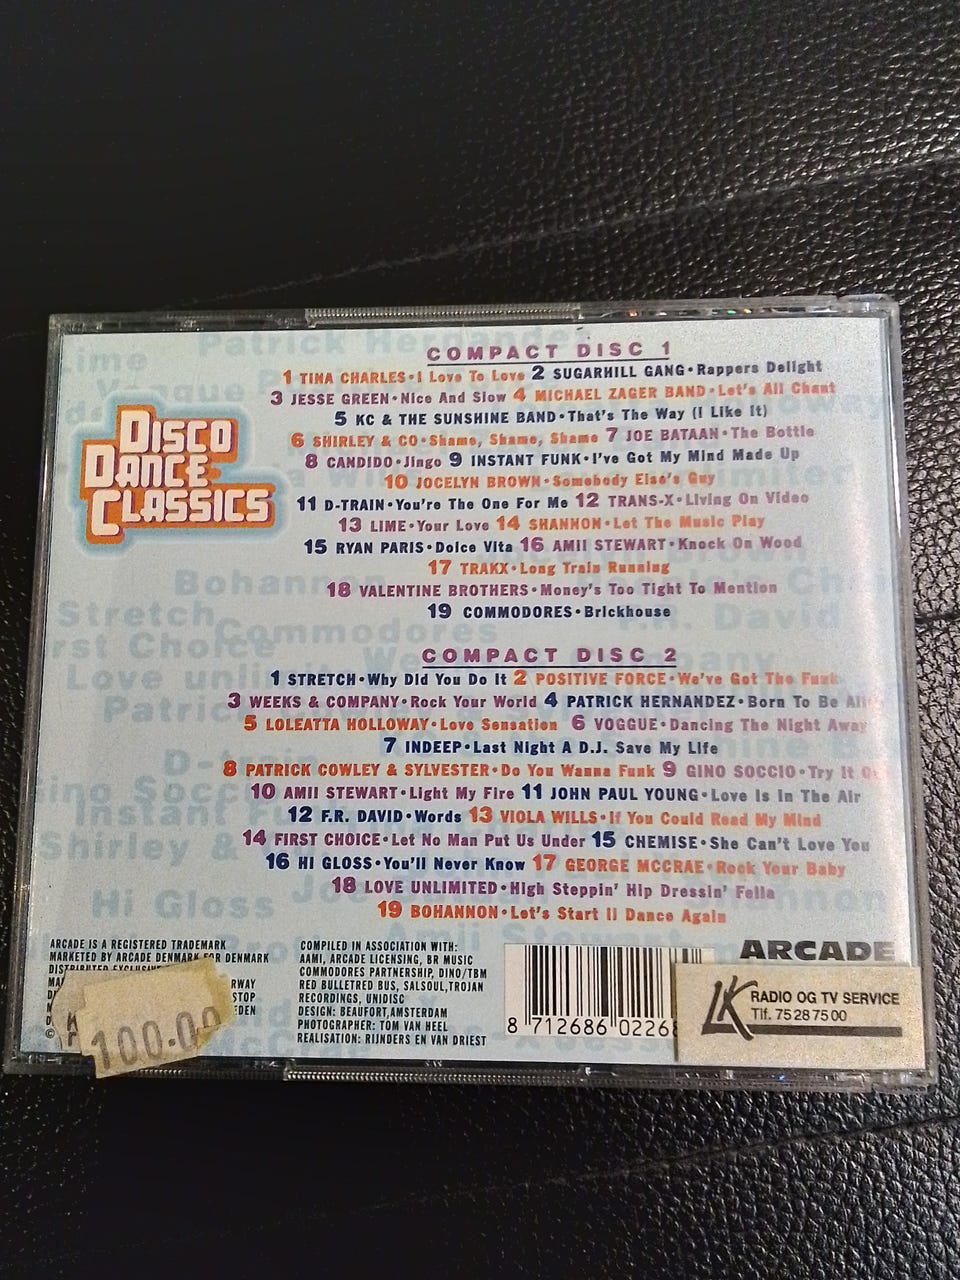 COMPACT DISC 1
1 TINA CHARLES • I Love To Love 2 SUGARHILL GANG • Rappers Delight
3 JESSE GREEN • Nice And Slow 4 MICHAEL ZAGER BAND • Let's All Chant
5 KC & THE SUNSHINE BAND • That's The Way (I Like It)
6 SHIRLEY & CO • Shame, Shame, Shame 7 JOE BATAAN • The Bottle
8 CANDIDO • Jingo 9 INSTANT FUNK • I've Got My Mind Made Up
10 JOCELYN BROWN • Somebody Else's Guy
11 D-TRAIN • You're The One For Me 12 TRANS-X • Living On Video
13 LIME • Your Love 14 SHANNON • Let The Music Play
15 RYAN PARIS • Dolce Vita 16 AMII STEWART • Knock On Wood
17 TRAKX • Long Train Running
18 VALENTINE BROTHERS • Money's Too Tight To Mention
19 COMMODORES • Brickhouse
DISCO
DANCE
CLASSICS
COMPACT DISC 2
1 STRETCH • Why Did You Do It 2 POSITIVE FORCE • We've Got The Funk
3 WEEKS & COMPANY • Rock Your World 4 PATRICK HERNANDEZ • Born To Be
5 LOLEATTA HOLLOWAY • Love Sensation 6 VOGGUE • Dancing The Night Away
7 INDEEP • Last Night A D.J. Save My Life
8 PATRICK COWLEY & SYLVESTER • Do You Wanna Funk 9 GINO SOCCIO • Try It
10 AMII STEWART • Light My Fire 11 JOHN PAUL YOUNG • Love Is In The Air
12 F.R. DAVID • Words 13 VIOLA WILLS • If You Could Read My Mind
14 FIRST CHOICE • Let No Man Put Us Under 15 CHEMISE • She Can't Love You
16 HI GLOSS • You'll Never Know 17 GEORGE MCCRAE • Rock Your Baby
18 LOVE UNLIMITED • High Steppin' Hip Dressin' Fella
19 BOHANNON • Let's Start II Dance Again
ARCADE IS A REGISTERED TRADEMARK
MARKETED BY ARCADE DENMARK FOR DENMARK
100.00
COMPILED IN ASSOCIATION WITH:
AAMI, ARCADE LICENSING, BR MUSIC
COMMODORES PARTNERSHIP, DINO/TBM
RED BULLETRED BUS, SALSOUL,TROJAN
RECORDINGS, UNIDISC
DESIGN: BEAUFORT,AMSTERDAM
PHOTOGRAPHER: TOM VAN HEEL
REALISATION: RIJNDERS EN VAN DRIEST
8 712686 02268
ARCADE
LK
RADIO OG TV SERVICE
Tlf. 75 28 75 00